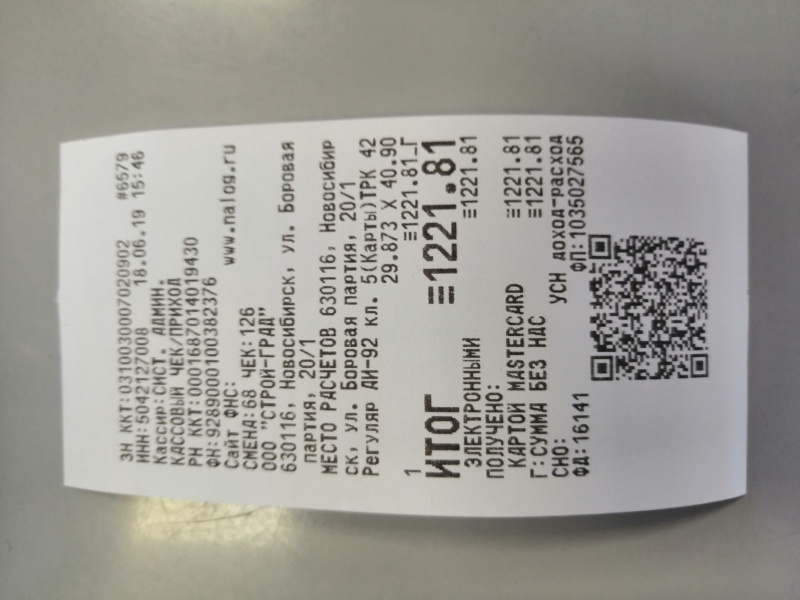 ЗН ККТ:0310030007020902 #6579
ИНН:5042127008 18.06.19 15:46
Кассир:СИСТ. АДМИН.
КАССОВЫЙ ЧЕК/ПРИХОД
РН ККТ:0001687014019430
ФН:9289000100382376
Сайт ФНС: www.nalog.ru
СМЕНА:68 ЧЕК:126
ООО "СТРОЙ-ГРАД"
630116, Новосибирск, ул. Боровая
партия, 20/1
МЕСТО РАСЧЕТОВ 630116, Новосибир
ск, ул. Боровая партия, 20/1
Регуляр АИ-92 кл. 5(Карты)ТРК 42
29.873 X 40.90
1 ≡1221.81_Г
ИТОГ ≡1221.81
ЭЛЕКТРОННЫМИ ≡1221.81
ПОЛУЧЕНО:
КАРТОЙ MASTERCARD ≡1221.81
Г:СУММА БЕЗ НДС ≡1221.81
СНО: УСН доход-расход
ФД:16141 ФП:1035027565